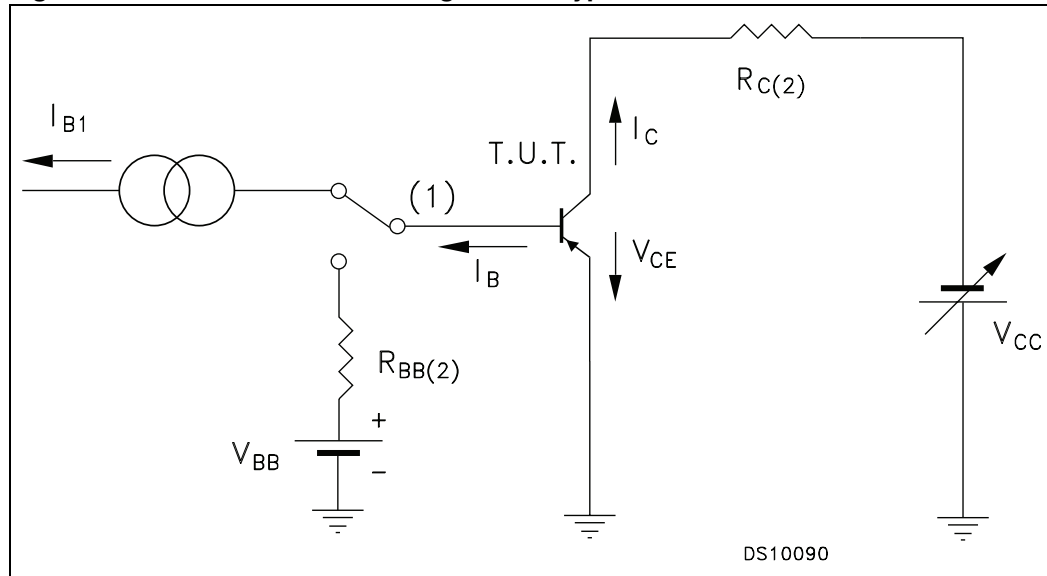 I_B1
R_C(2)
I_C
T.U.T.
(1)
V_CE
I_B
V_CC
R_BB(2)
+
V_BB
–
DS10090